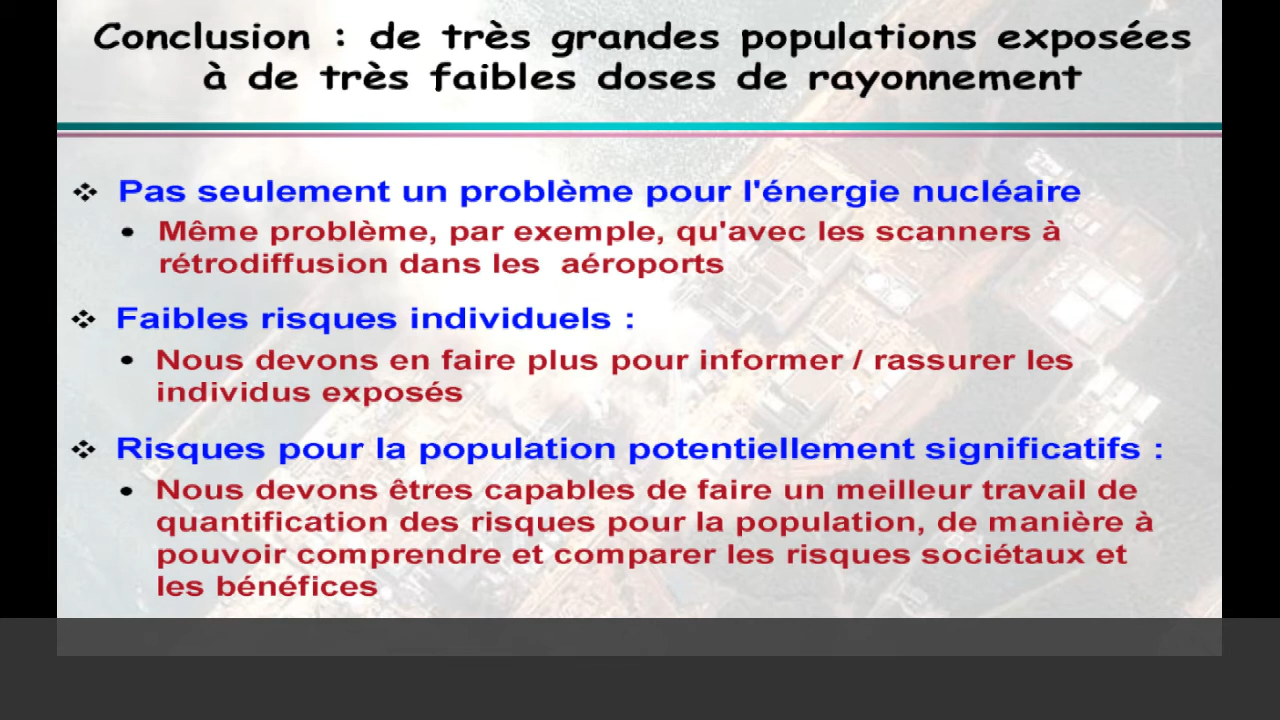 Conclusion : de très grandes populations exposées
à de très faibles doses de rayonnement
❖ Pas seulement un problème pour l'énergie nucléaire
• Même problème, par exemple, qu'avec les scanners à
rétrodiffusion dans les aéroports
❖ Faibles risques individuels :
• Nous devons en faire plus pour informer / rassurer les
individus exposés
❖ Risques pour la population potentiellement significatifs :
• Nous devons êtres capables de faire un meilleur travail de
quantification des risques pour la population, de manière à
pouvoir comprendre et comparer les risques sociétaux et
les bénéfices